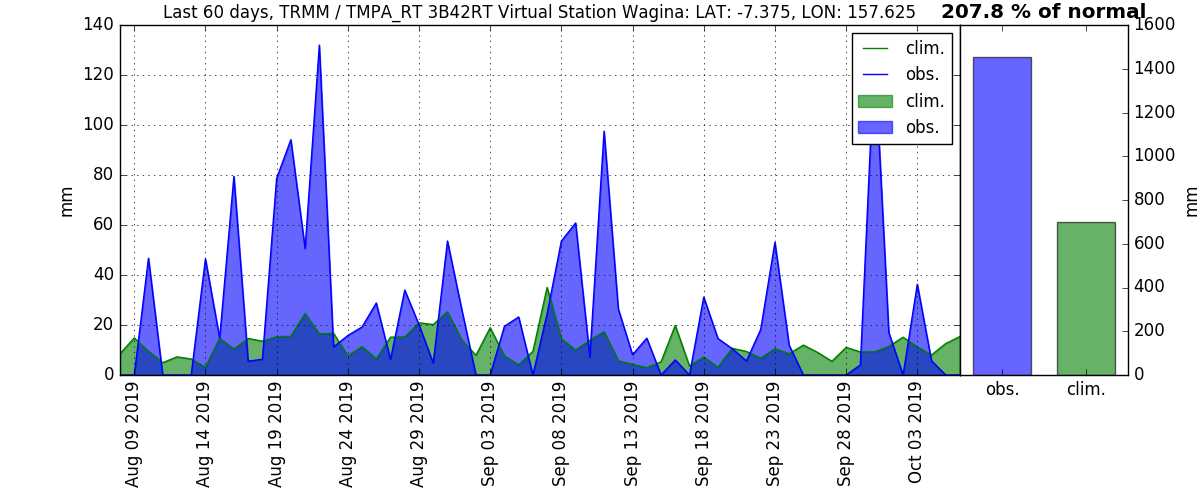 Last 60 days, TRMM / TMPA_RT 3B42RT Virtual Station Wagina: LAT: -7.375, LON: 157.625
207.8 % of normal
140
120
100
80
60
40
20
0
mm
clim.
obs.
clim.
obs.
1600
1400
1200
1000
800
600
400
200
0
mm
Aug 09 2019
Aug 14 2019
Aug 19 2019
Aug 24 2019
Aug 29 2019
Sep 03 2019
Sep 08 2019
Sep 13 2019
Sep 18 2019
Sep 23 2019
Sep 28 2019
Oct 03 2019
obs.
clim.